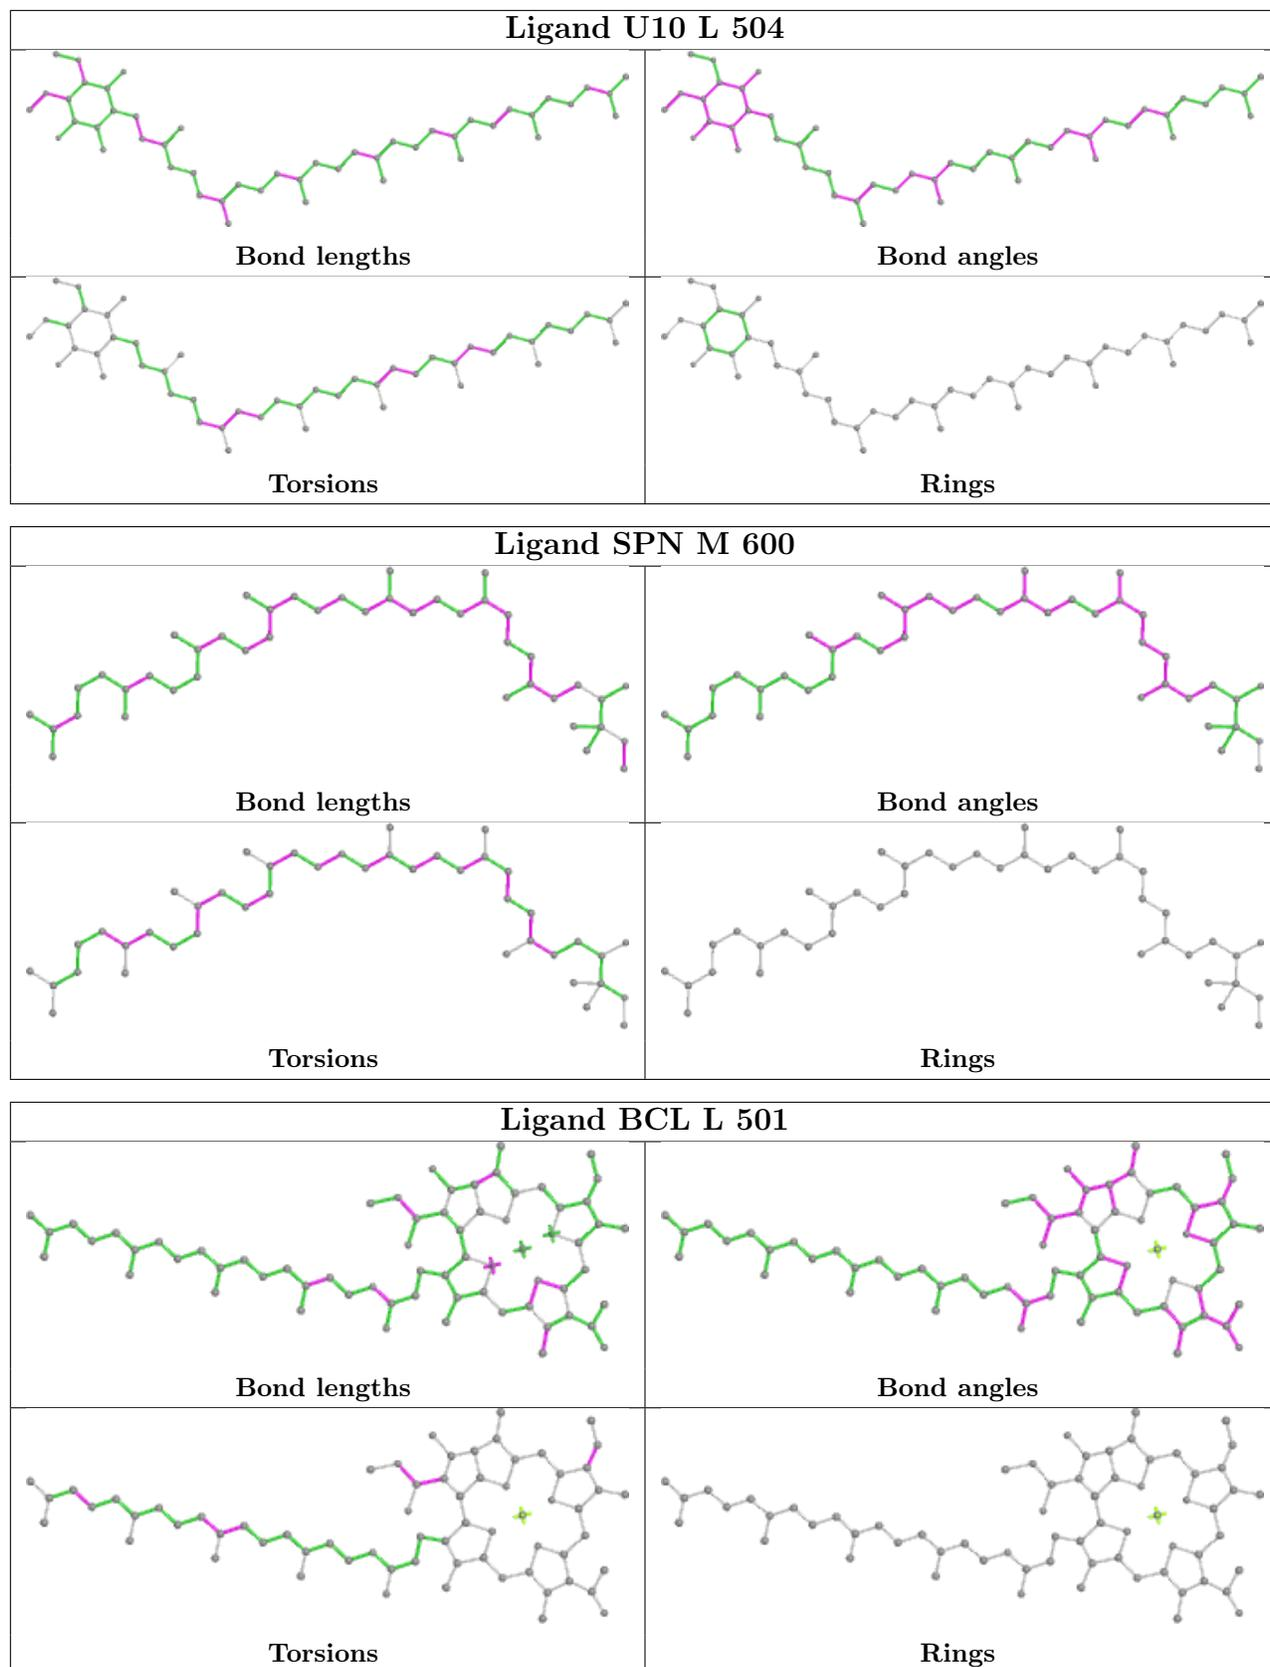 Ligand U10 L 504
Bond lengths
Bond angles
Torsions
Rings
Ligand SPN M 600
Bond lengths
Bond angles
Torsions
Rings
Ligand BCL L 501
Bond lengths
Bond angles
Torsions
Rings